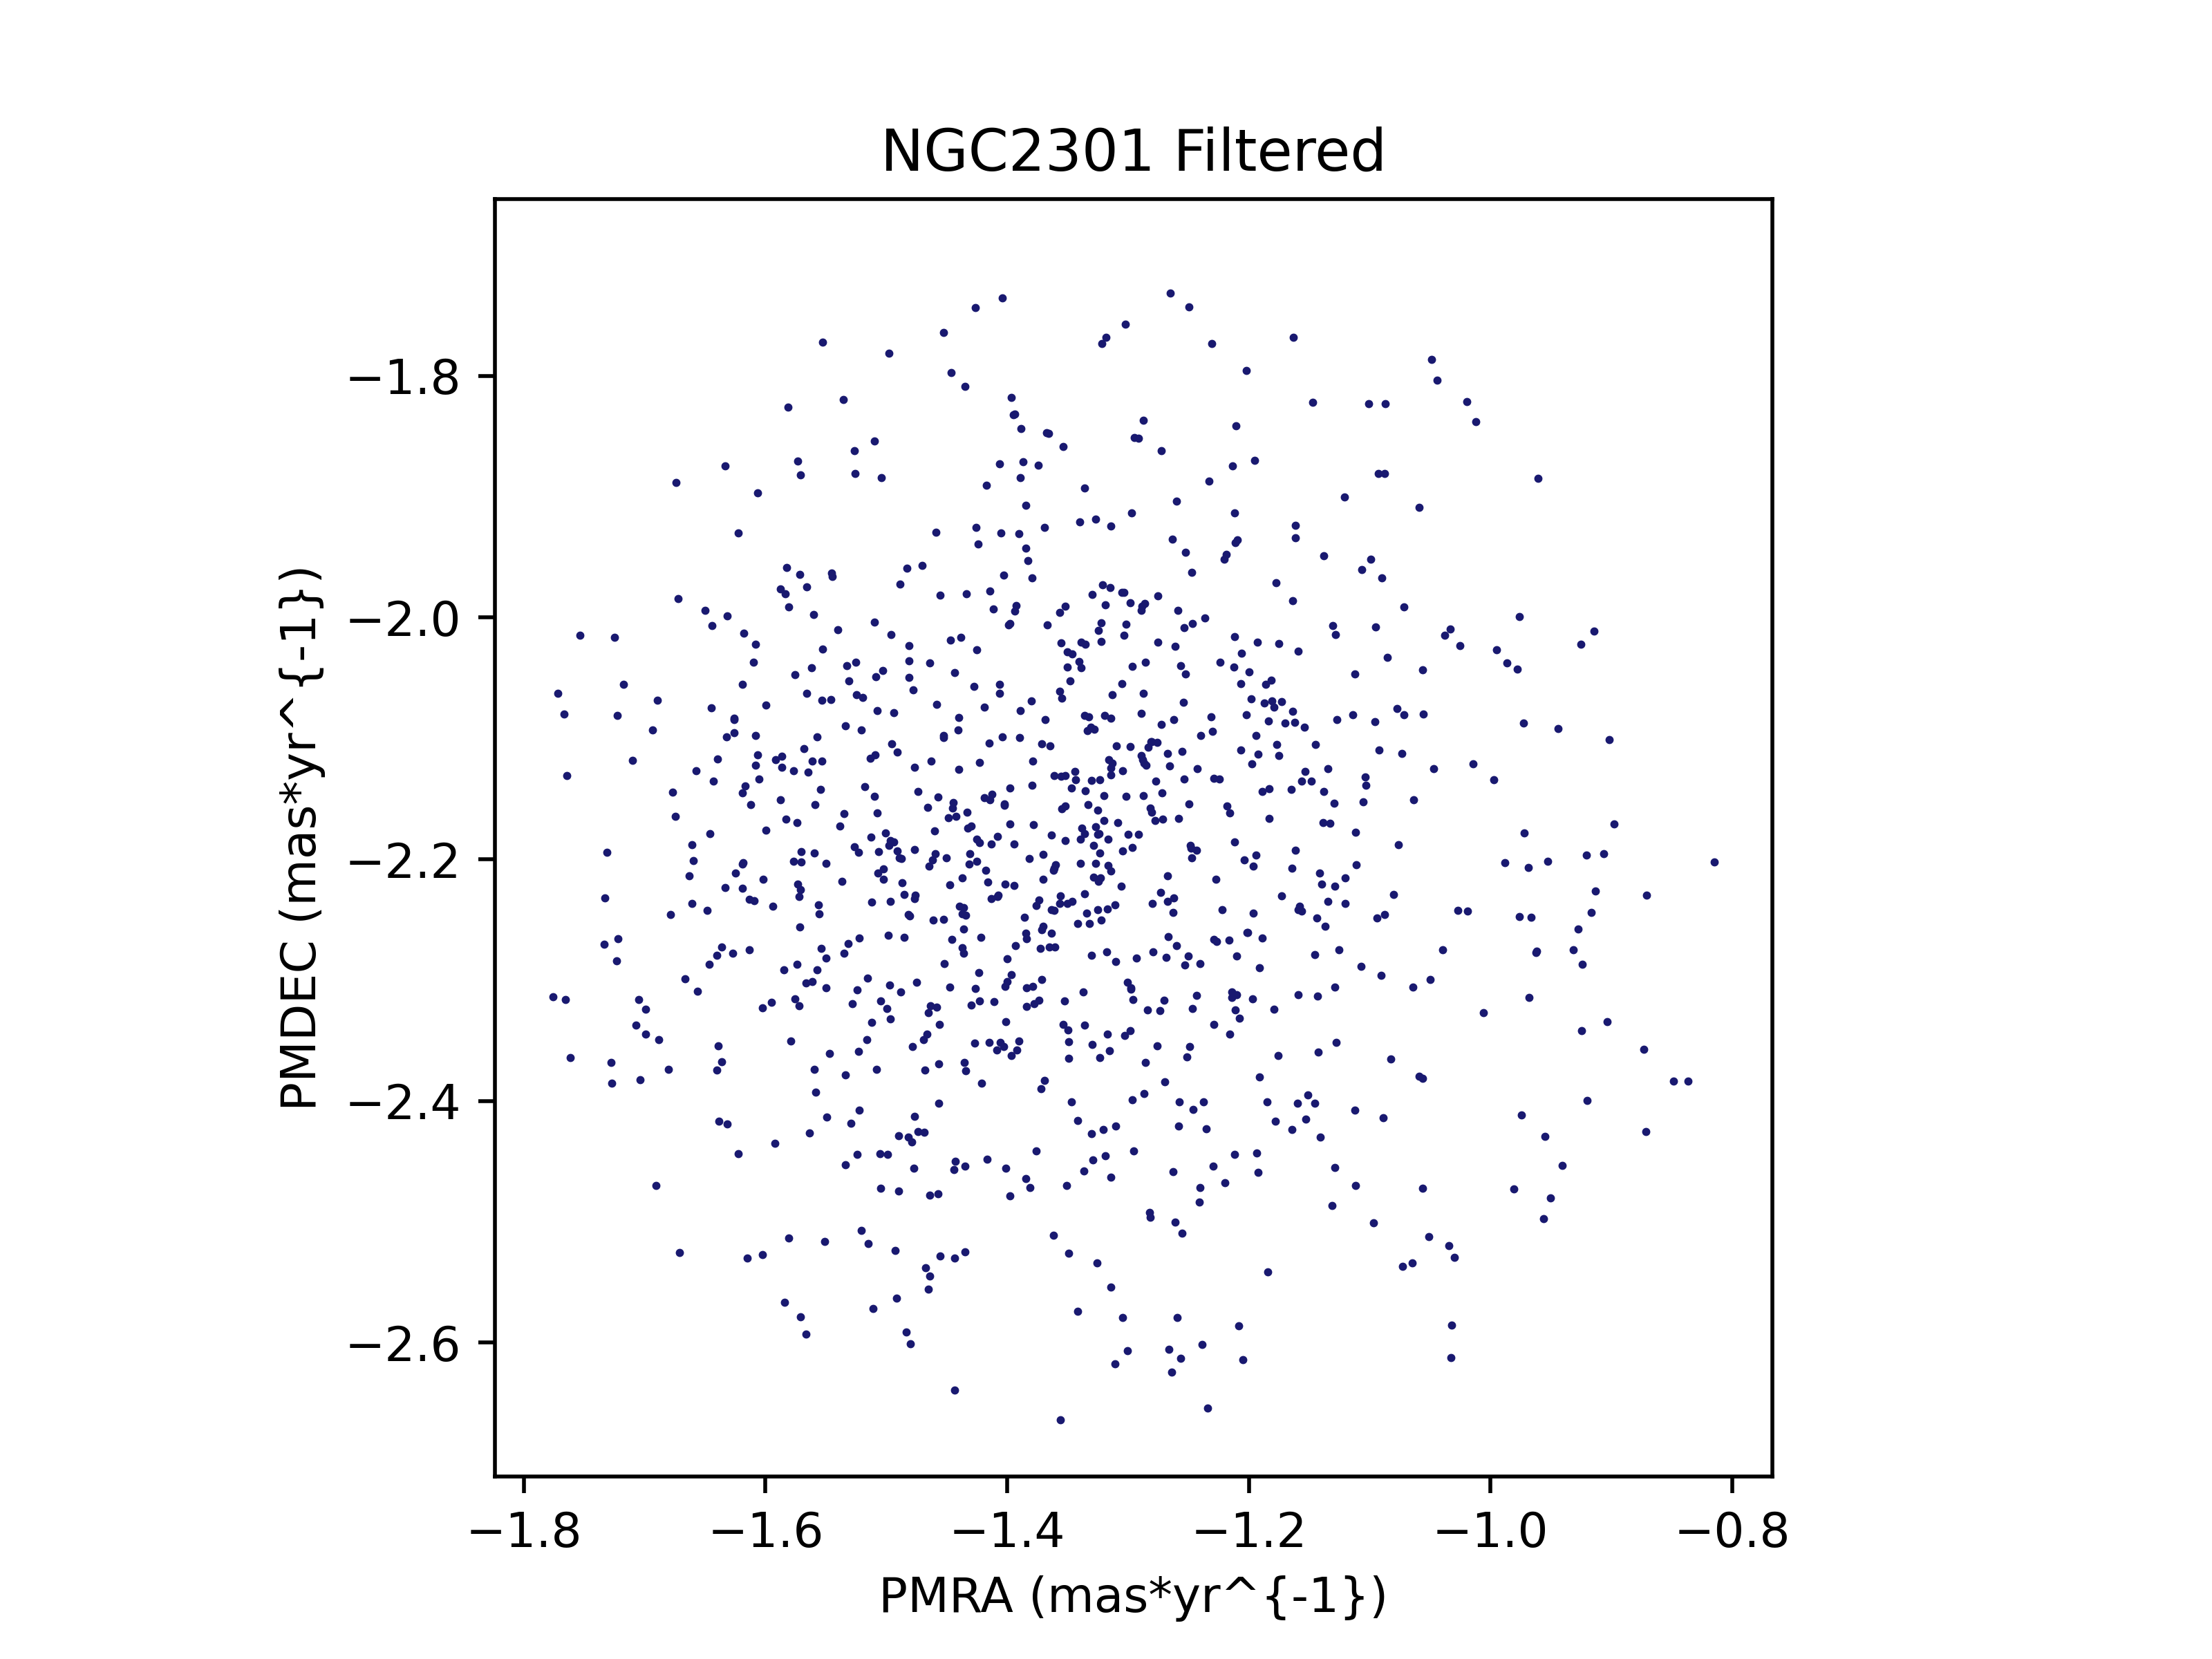 NGC2301 Filtered
PMDEC (mas*yr^{-1})
−1.8
−2.0
−2.2
−2.4
−2.6
−1.8 −1.6 −1.4 −1.2 −1.0 −0.8
PMRA (mas*yr^{-1})